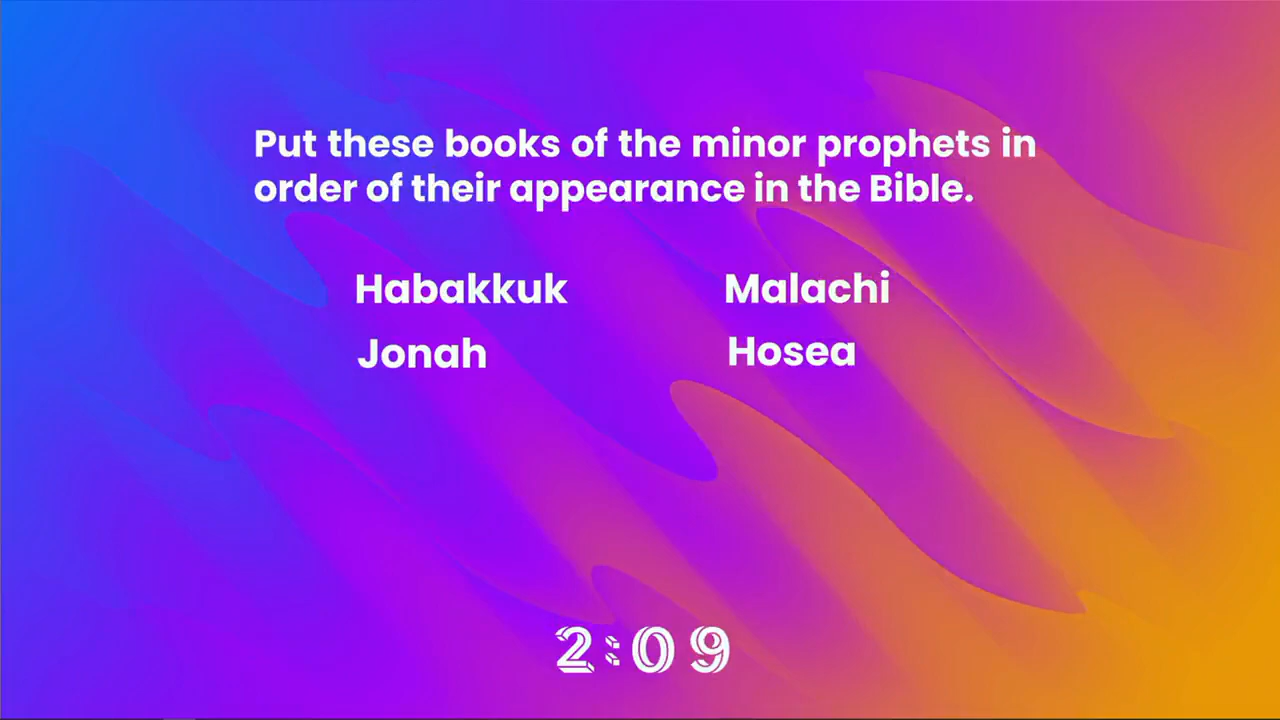 Put these books of the minor prophets in
order of their appearance in the Bible.
Habakkuk
Malachi
Jonah
Hosea
2:09